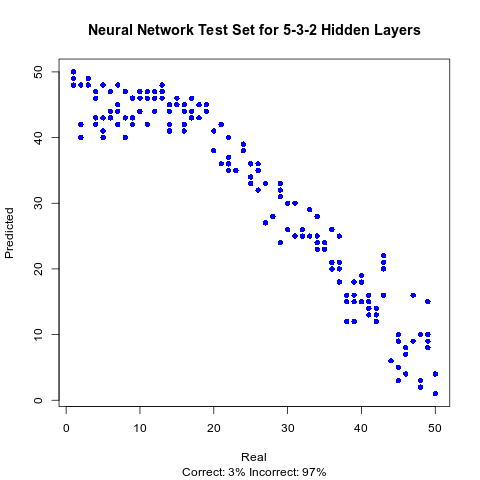 Neural Network Test Set for 5-3-2 Hidden Layers
50
40
30
20
10
0
Predicted
0 10 20 30 40 50
Real
Correct: 3% Incorrect: 97%